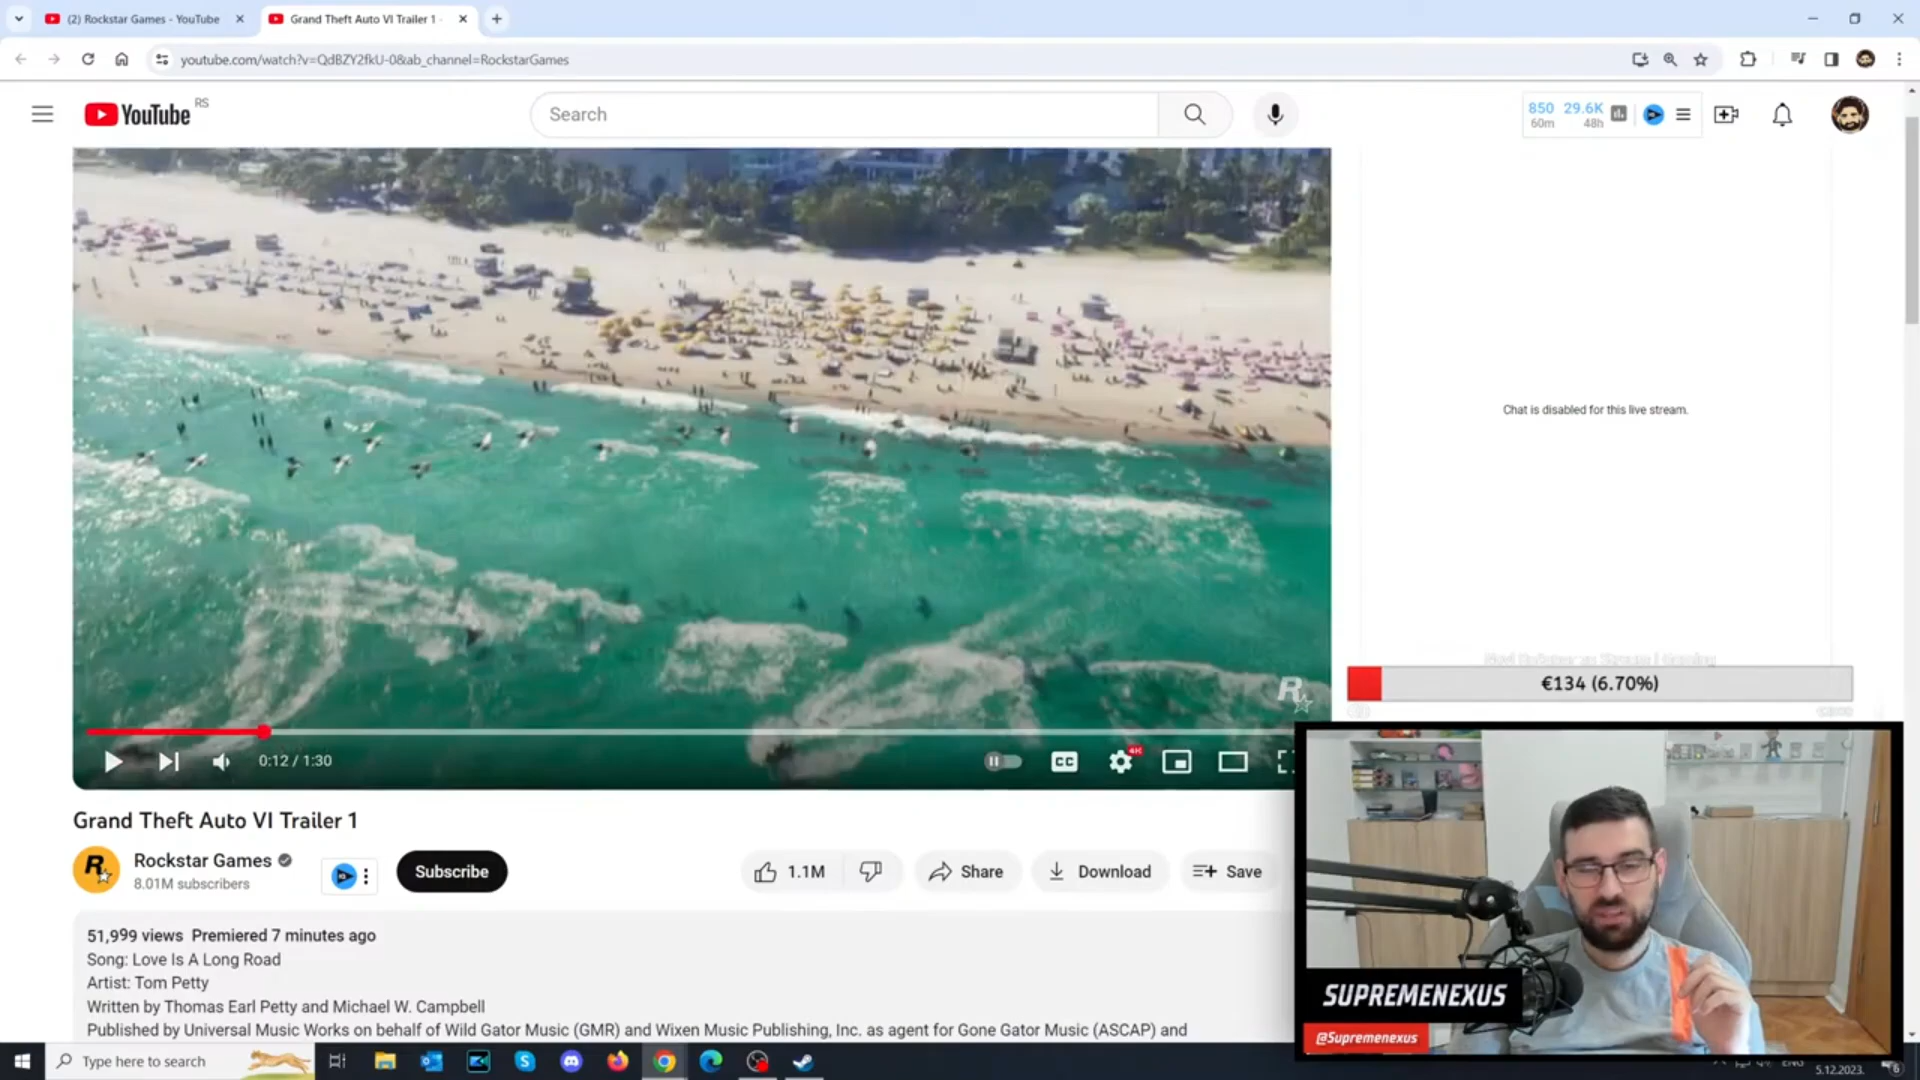 (2) Rockstar Games - YouTube
Grand Theft Auto VI Trailer 1 -
youtube.com/watch?v=QdBZY2fkU-0&ab_channel=RockstarGames
YouTube RS
Search
850 29.6K
60m 48h
Chat is disabled for this live stream.
€134 (6.70%)
4K
CC
0:12 / 1:30
Grand Theft Auto VI Trailer 1
Rockstar Games
8.01M subscribers
Subscribe
1.1M
Share
Download
Save
51,999 views Premiered 7 minutes ago
Song: Love Is A Long Road
Artist: Tom Petty
Written by Thomas Earl Petty and Michael W. Campbell
Published by Universal Music Works on behalf of Wild Gator Music (GMR) and Wixen Music Publishing, Inc. as agent for Gone Gator Music (ASCAP) and
SUPREMENEXUS
@Supremenexus
Type here to search
ENG
5.12.2023.
6